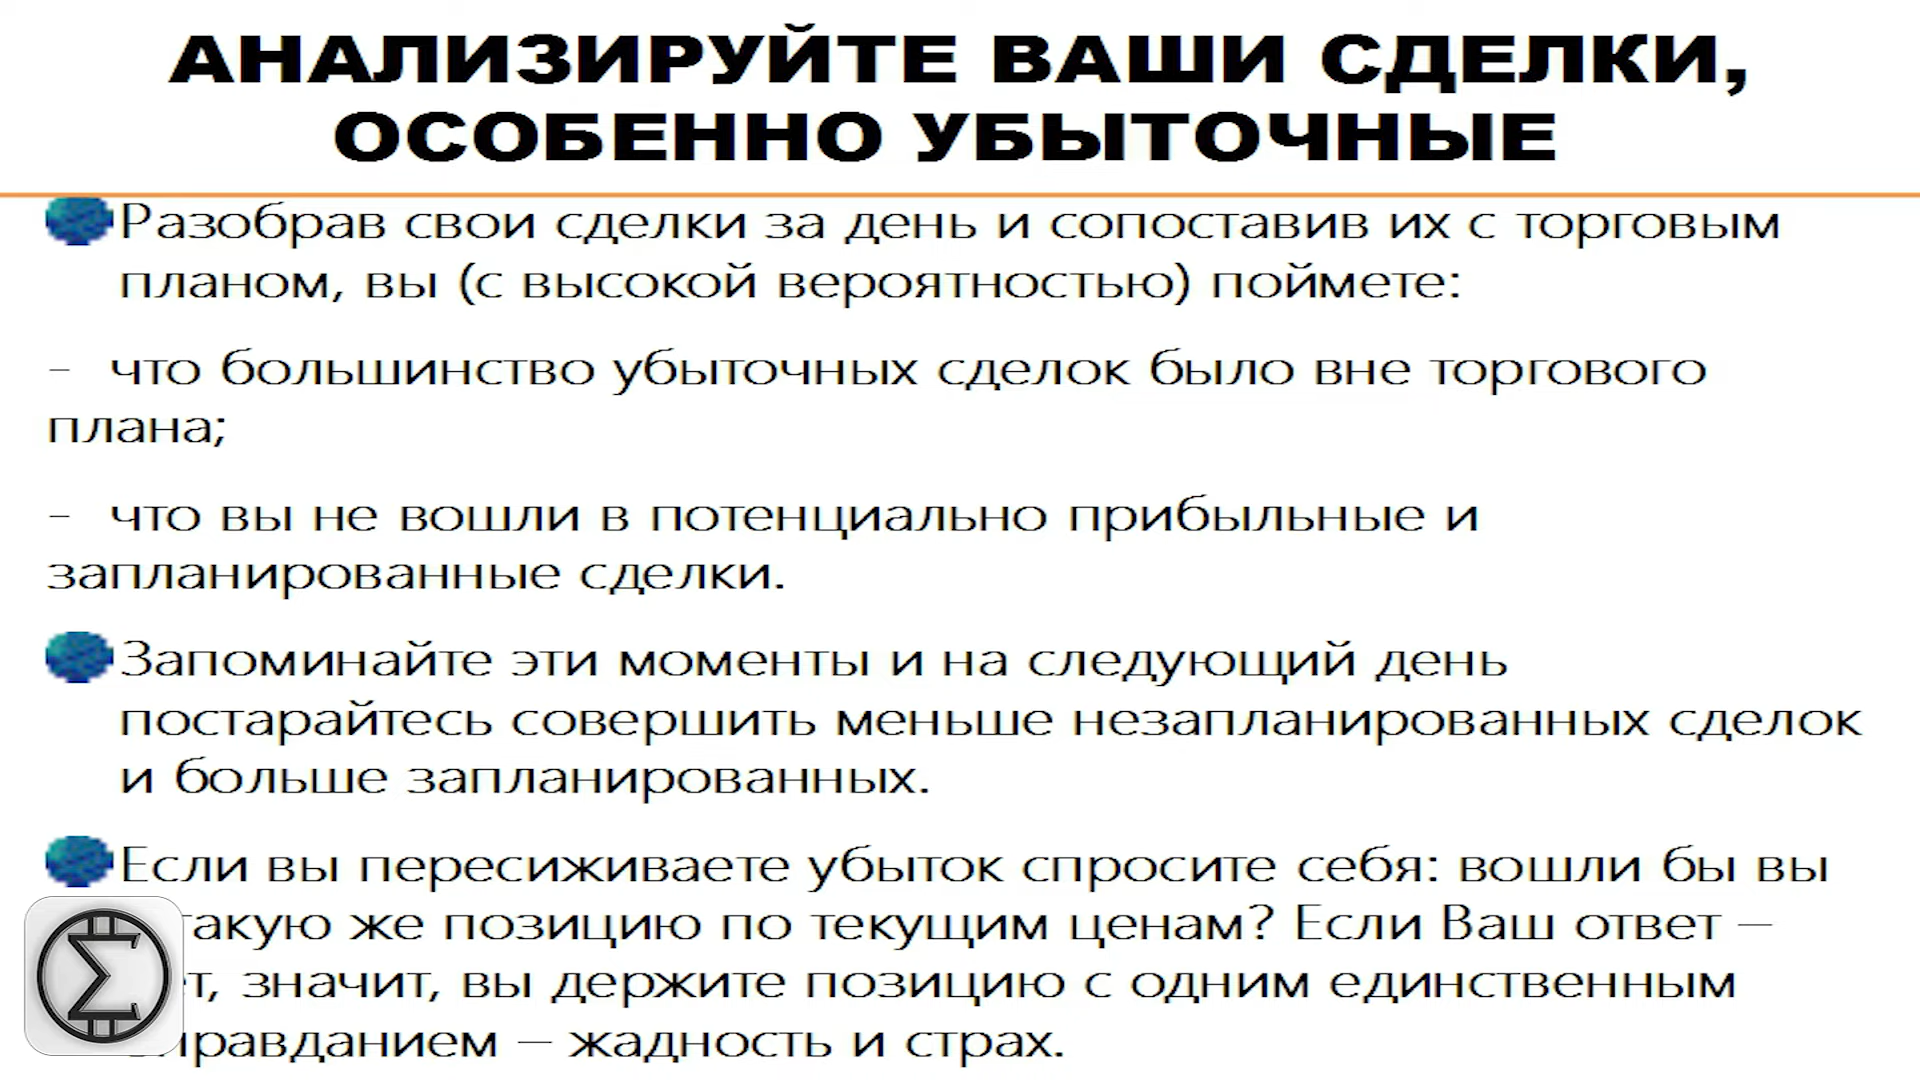 АНАЛИЗИРУЙТЕ ВАШИ СДЕЛКИ,
ОСОБЕННО УБЫТОЧНЫЕ
Разобрав свои сделки за день и сопоставив их с торговым
планом, вы (с высокой вероятностью) поймете:
- что большинство убыточных сделок было вне торгового
плана;
- что вы не вошли в потенциально прибыльные и
запланированные сделки.
Запоминайте эти моменты и на следующий день
постарайтесь совершить меньше незапланированных сделок
и больше запланированных.
Если вы пересиживаете убыток спросите себя: вошли бы вы
же позицию по текущим ценам? Если Ваш ответ –
значит, вы держите позицию с одним единственным
– жадность и страх.